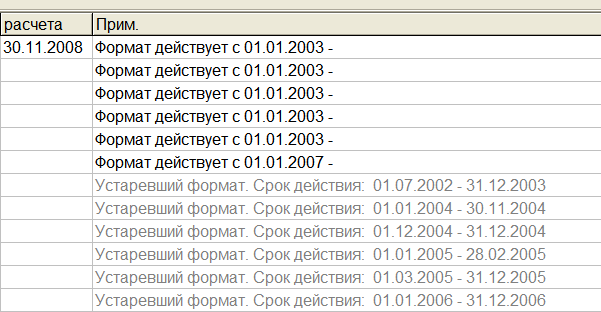 расчета Прим.
30.11.2008 Формат действует с 01.01.2003 -
Формат действует с 01.01.2003 -
Формат действует с 01.01.2003 -
Формат действует с 01.01.2003 -
Формат действует с 01.01.2003 -
Формат действует с 01.01.2007 -
Устаревший формат. Срок действия: 01.07.2002 - 31.12.2003
Устаревший формат. Срок действия: 01.01.2004 - 30.11.2004
Устаревший формат. Срок действия: 01.12.2004 - 31.12.2004
Устаревший формат. Срок действия: 01.01.2005 - 28.02.2005
Устаревший формат. Срок действия: 01.03.2005 - 31.12.2005
Устаревший формат. Срок действия: 01.01.2006 - 31.12.2006